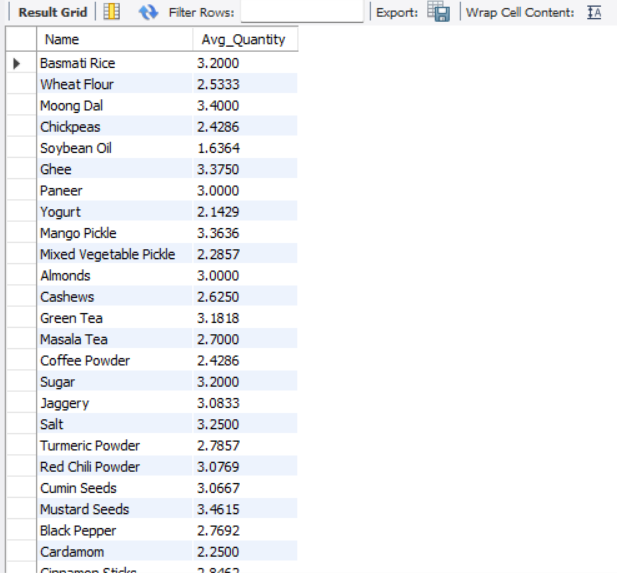 Result Grid Filter Rows: Export: Wrap Cell Content: IA
Name Avg_Quantity
Basmati Rice 3.2000
Wheat Flour 2.5333
Moong Dal 3.4000
Chickpeas 2.4286
Soybean Oil 1.6364
Ghee 3.3750
Paneer 3.0000
Yogurt 2.1429
Mango Pickle 3.3636
Mixed Vegetable Pickle 2.2857
Almonds 3.0000
Cashews 2.6250
Green Tea 3.1818
Masala Tea 2.7000
Coffee Powder 2.4286
Sugar 3.2000
Jaggery 3.0833
Salt 3.2500
Turmeric Powder 2.7857
Red Chili Powder 3.0769
Cumin Seeds 3.0667
Mustard Seeds 3.4615
Black Pepper 2.7692
Cardamom 2.2500
Cinnamon Sticks 2.8462